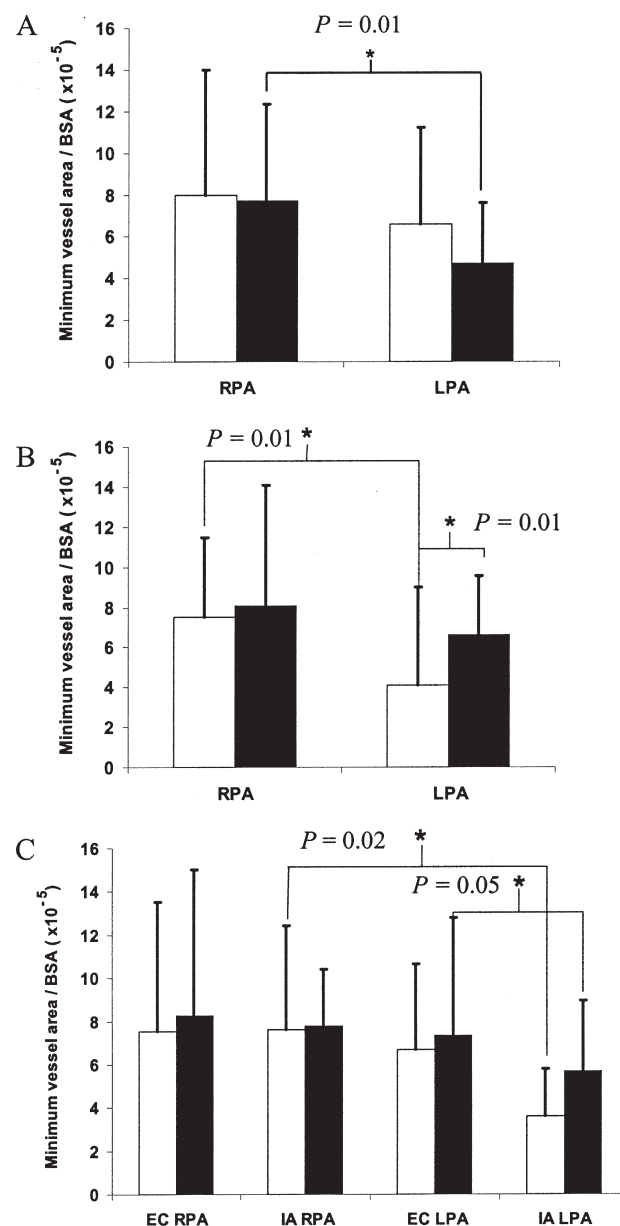 A
P = 0.01
*
Minimum vessel area / BSA ( x10-5)
16
14
12
10
8
6
4
2
0
RPA LPA
B
P = 0.01 *
* P = 0.01
Minimum vessel area / BSA ( x10-5)
16
14
12
10
8
6
4
2
0
RPA LPA
C
P = 0.02 *
P = 0.05 *
Minimum vessel area / BSA ( x10-5)
16
14
12
10
8
6
4
2
0
EC RPA IA RPA EC LPA IA LPA